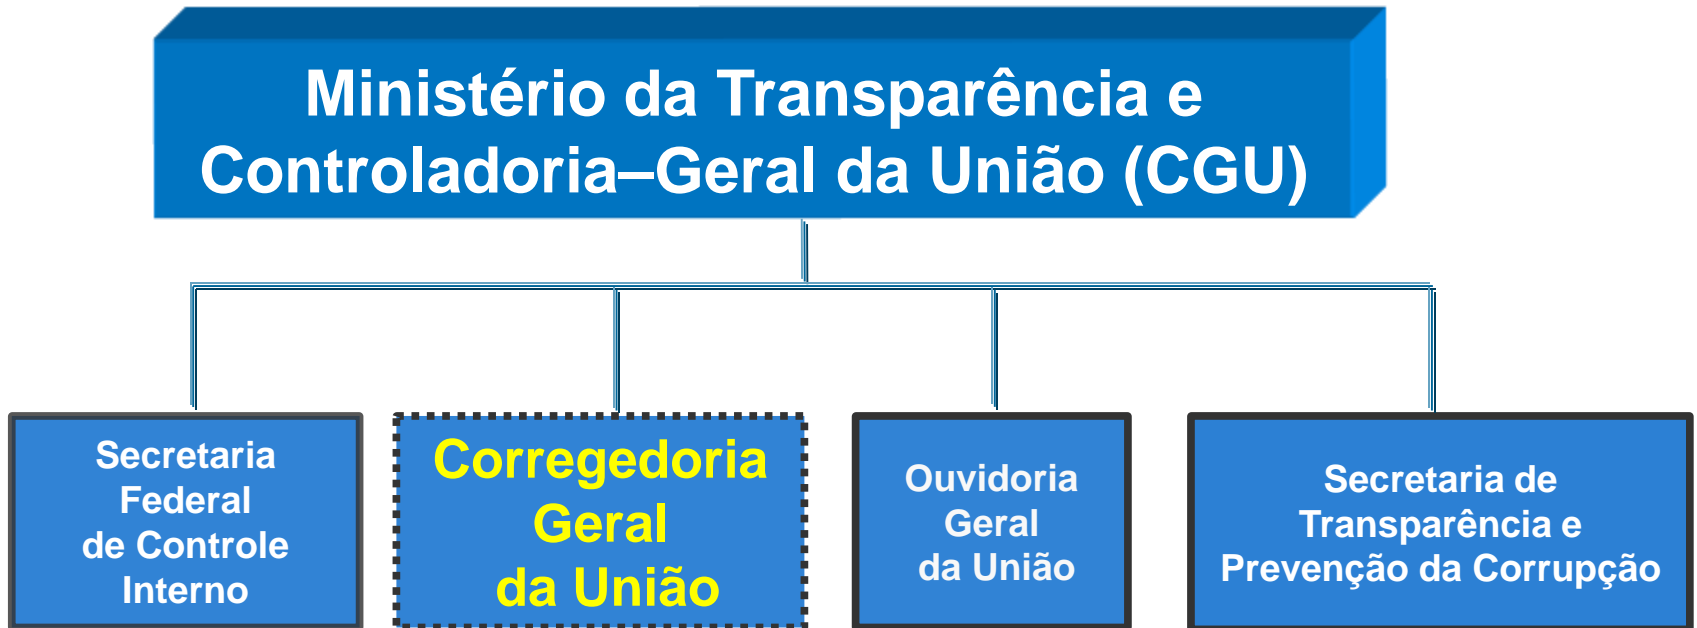 Ministério da Transparência e
Controladoria–Geral da União (CGU)
Secretaria
Federal
de Controle
Interno
Corregedoria
Geral
da União
Ouvidoria
Geral
da União
Secretaria de
Transparência e
Prevenção da Corrupção